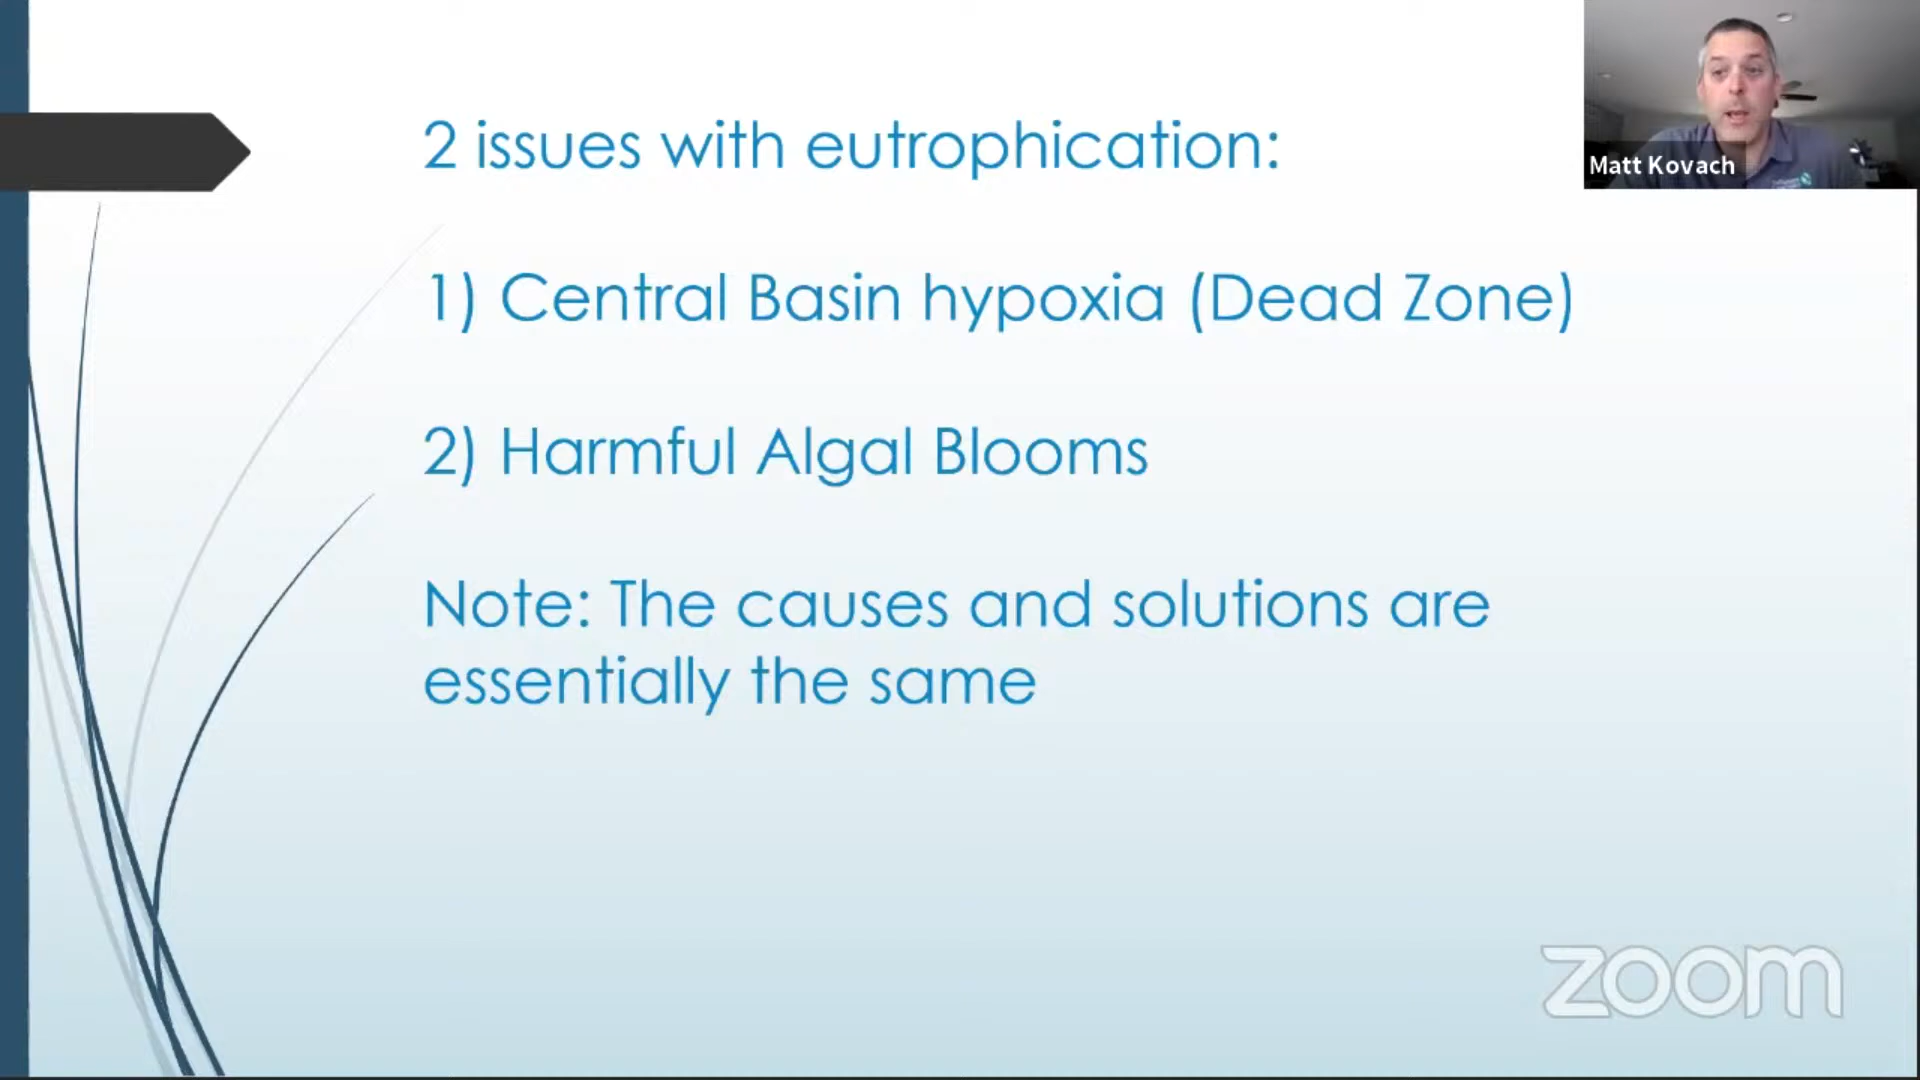 2 issues with eutrophication:
Matt Kovach
1) Central Basin hypoxia (Dead Zone)
2) Harmful Algal Blooms
Note: The causes and solutions are
essentially the same
zoom